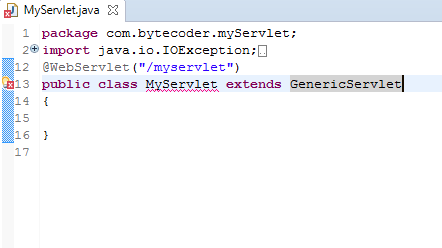 MyServlet.java
1 package com.bytecoder.myServlet;
2 import java.io.IOException;
12 @WebServlet("/myservlet")
13 public class MyServlet extends GenericServlet
14 {
15
16 }
17